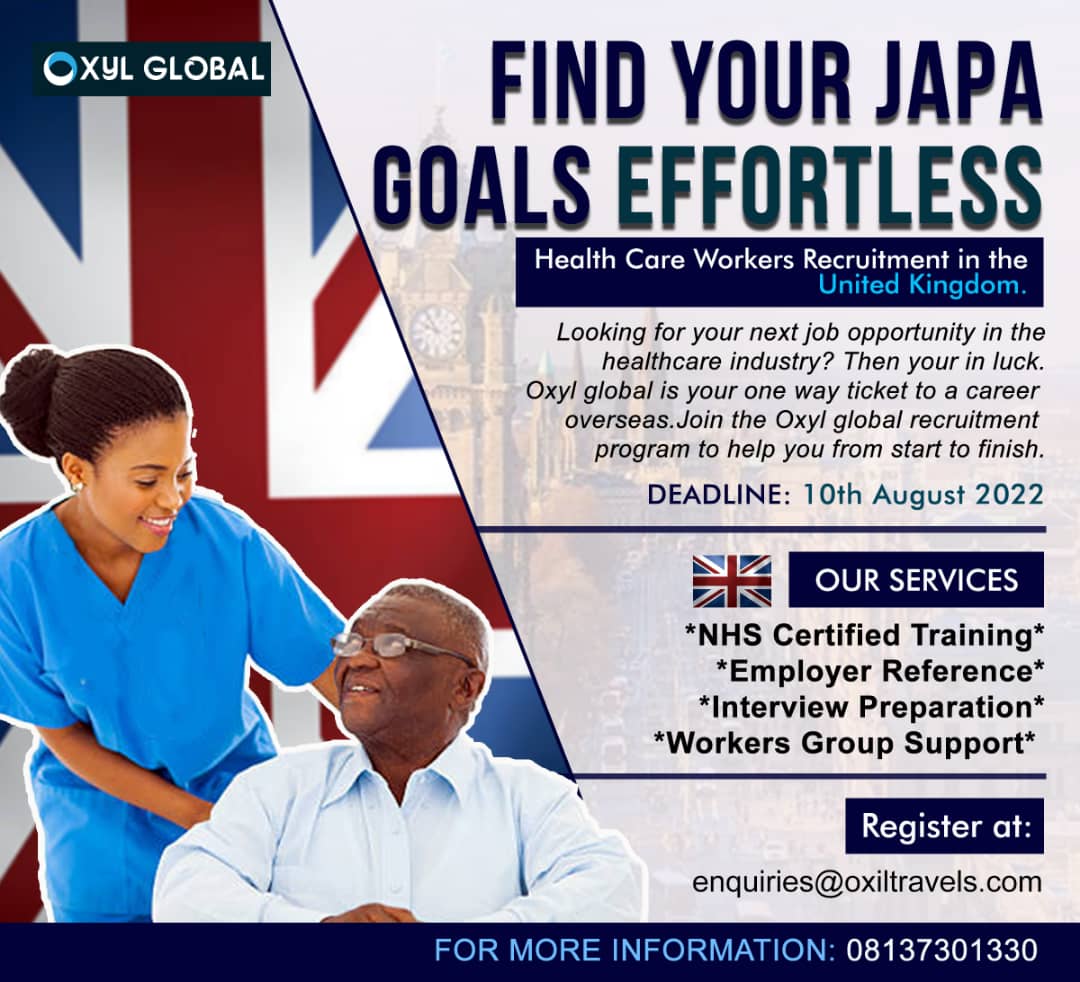 OXYL GLOBAL
FIND YOUR JAPA
GOALS EFFORTLESS
Health Care Workers Recruitment in the
United Kingdom.
Looking for your next job opportunity in the
healthcare industry? Then your in luck.
Oxyl global is your one way ticket to a career
overseas.Join the Oxyl global recruitment
program to help you from start to finish.
DEADLINE: 10th August 2022
OUR SERVICES
*NHS Certified Training*
*Employer Reference*
*Interview Preparation*
*Workers Group Support*
Register at:
enquiries@oxiltravels.com
FOR MORE INFORMATION: 08137301330